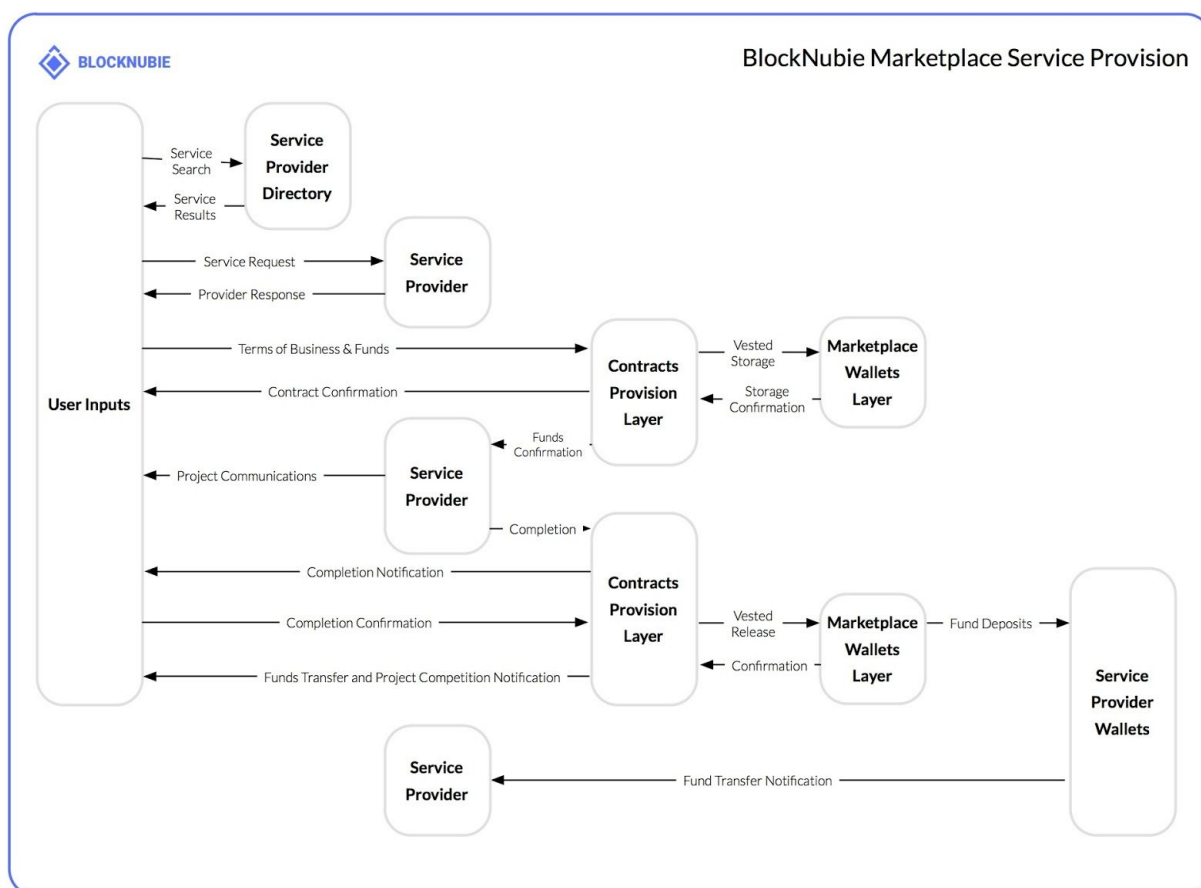 BLOCKNUBIE
BlockNubie Marketplace Service Provision
User Inputs
Service
Search
Service
Results
Service
Provider
Directory
Service Request
Provider Response
Service
Provider
Terms of Business & Funds
Contract Confirmation
Contracts
Provision
Layer
Vested
Storage
Storage
Confirmation
Marketplace
Wallets
Layer
Funds
Confirmation
Project Communications
Service
Provider
Completion
Completion Notification
Completion Confirmation
Funds Transfer and Project Competition Notification
Contracts
Provision
Layer
Vested
Release
Confirmation
Marketplace
Wallets
Layer
Fund Deposits
Service
Provider
Wallets
Service
Provider
Fund Transfer Notification